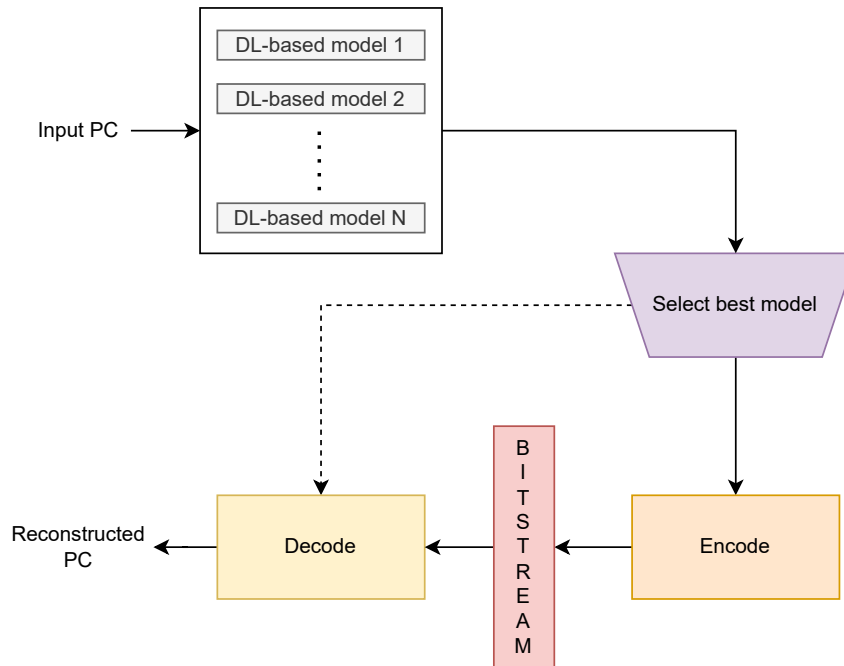 DL-based model 1
DL-based model 2
Input PC
DL-based model N
Select best model
B
I
T
S
T
R
E
A
M
Reconstructed
PC
Decode
Encode